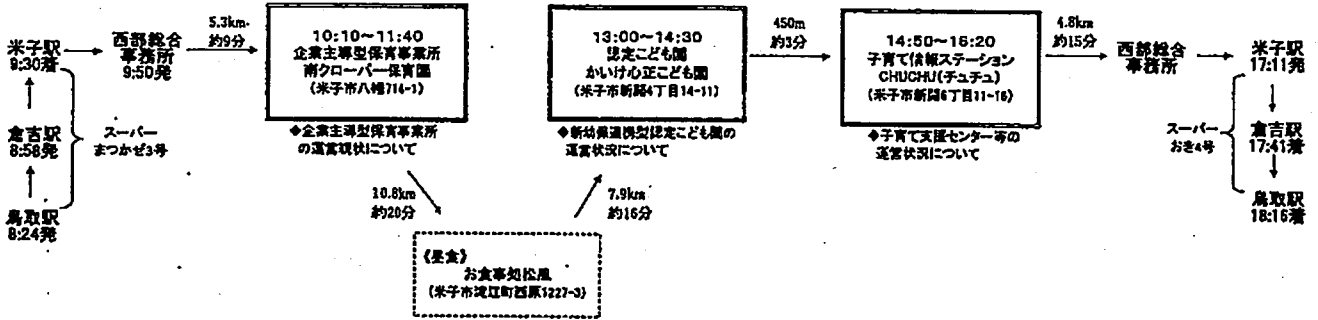 鳥取駅
8:24発
倉吉駅
8:58発
米子駅
9:30着
スーパー
まつかぜ3号
西部総合
事務所
9:50発
5.3km
約9分
10:10～11:40
企業主導型保育事業所
南クローバー保育園
(米子市八幡714-1)
◆企業主導型保育事業所
の運営現状について
10.8km
約20分
《昼食》
お食事処松風
(米子市淀江町西原1227-3)
7.9km
約16分
13:00～14:30
認定こども園
かいけ心正こども園
(米子市新開4丁目14-11)
◆新幼保連携型認定こども園の
運営状況について
450m
約3分
14:50～16:20
子育て情報ステーション
CHUCHU(チュチュ)
(米子市新開6丁目11-16)
◆子育て支援センター等の
運営状況について
4.8km
約15分
西部総合
事務所
米子駅
17:11発
スーパー
おき4号
倉吉駅
17:41着
鳥取駅
18:16着